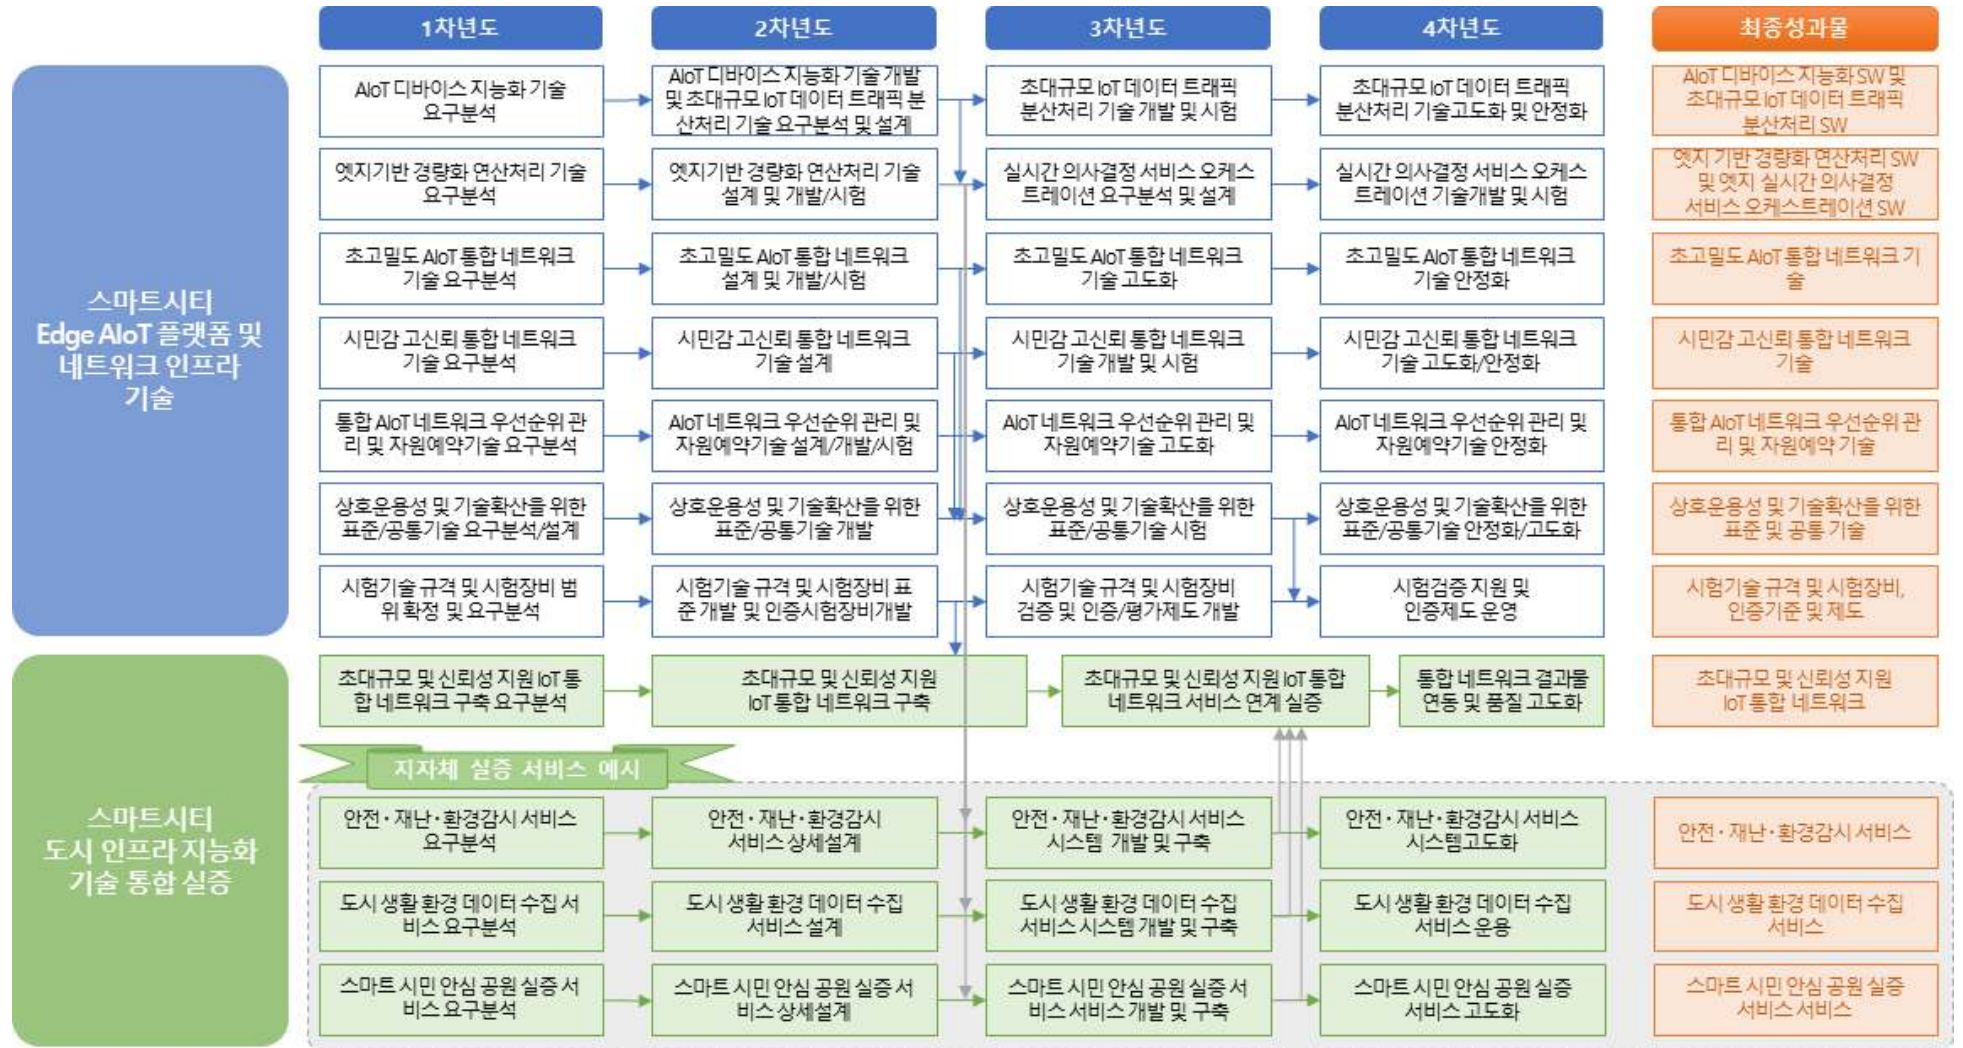 1차년도
2차년도
3차년도
4차년도
최종성과물
스마트시티
Edge AIoT 플랫폼 및
네트워크 인프라
기술
AIoT 디바이스 지능화 기술
요구분석
AIoT 디바이스 지능화 기술 개발
및 초대규모 IoT 데이터 트래픽 분
산처리 기술 요구분석 및 설계
초대규모 IoT 데이터 트래픽
분산처리 기술 개발 및 시험
초대규모 IoT 데이터 트래픽
분산처리 기술고도화 및 안정화
AIoT 디바이스 지능화 SW 및
초대규모 IoT 데이터 트래픽
분산처리 SW
엣지기반 경량화 연산처리 기술
요구분석
엣지기반 경량화 연산처리 기술
설계 및 개발/시험
실시간 의사결정 서비스 오케스
트레이션 요구분석 및 설계
실시간 의사결정 서비스 오케스
트레이션 기술개발 및 시험
엣지 기반 경량화 연산처리 SW
및 엣지 실시간 의사결정
서비스 오케스트레이션 SW
초고밀도 AIoT 통합 네트워크
기술 요구분석
초고밀도 AIoT 통합 네트워크
설계 및 개발/시험
초고밀도 AIoT 통합 네트워크
기술 고도화
초고밀도 AIoT 통합 네트워크
기술 안정화
초고밀도 AIoT 통합 네트워크 기
술
시민감 고신뢰 통합 네트워크
기술 요구분석
시민감 고신뢰 통합 네트워크
기술 설계
시민감 고신뢰 통합 네트워크
기술 개발 및 시험
시민감 고신뢰 통합 네트워크
기술 고도화/안정화
시민감 고신뢰 통합 네트워크
기술
통합 AIoT 네트워크 우선순위 관
리 및 자원예약기술 요구분석
AIoT 네트워크 우선순위 관리 및
자원예약기술 설계/개발/시험
AIoT 네트워크 우선순위 관리 및
자원예약기술 고도화
AIoT 네트워크 우선순위 관리 및
자원예약기술 안정화
통합 AIoT 네트워크 우선순위 관
리 및 자원예약 기술
상호운용성 및 기술확산을 위한
표준/공통기술 요구분석/설계
상호운용성 및 기술확산을 위한
표준/공통기술 개발
상호운용성 및 기술확산을 위한
표준/공통기술 시험
상호운용성 및 기술확산을 위한
표준/공통기술 안정화/고도화
상호운용성 및 기술확산을 위한
표준 및 공통 기술
시험기술 규격 및 시험장비 범
위 확정 및 요구분석
시험기술 규격 및 시험장비 표
준 개발 및 인증시험장비개발
시험기술 규격 및 시험장비
검증 및 인증/평가제도 개발
시험검증 지원 및
인증제도 운영
시험기술 규격 및 시험장비,
인증기준 및 제도
스마트시티
도시 인프라 지능화
기술 통합 실증
초대규모 및 신뢰성 지원 IoT 통
합 네트워크 구축 요구분석
초대규모 및 신뢰성 지원
IoT 통합 네트워크 구축
초대규모 및 신뢰성 지원 IoT 통합
네트워크 서비스 연계 실증
통합 네트워크 결과물
연동 및 품질 고도화
초대규모 및 신뢰성 지원
IoT 통합 네트워크
지자체 실증 서비스 예시
안전·재난·환경감시 서비스
요구분석
안전·재난·환경감시
서비스 상세설계
안전·재난·환경감시 서비스
시스템 개발 및 구축
안전·재난·환경감시 서비스
시스템고도화
안전·재난·환경감시 서비스
도시 생활 환경 데이터 수집 서
비스 요구분석
도시 생활 환경 데이터 수집
서비스 설계
도시 생활 환경 데이터 수집
서비스 시스템 개발 및 구축
도시 생활 환경 데이터 수집
서비스 운용
도시 생활 환경 데이터 수집
서비스
스마트 시민 안심 공원 실증 서
비스 요구분석
스마트 시민 안심 공원 실증 서
비스 상세설계
스마트 시민 안심 공원 실증 서
비스 서비스 개발 및 구축
스마트 시민 안심 공원 실증
서비스 고도화
스마트 시민 안심 공원 실증
서비스 서비스